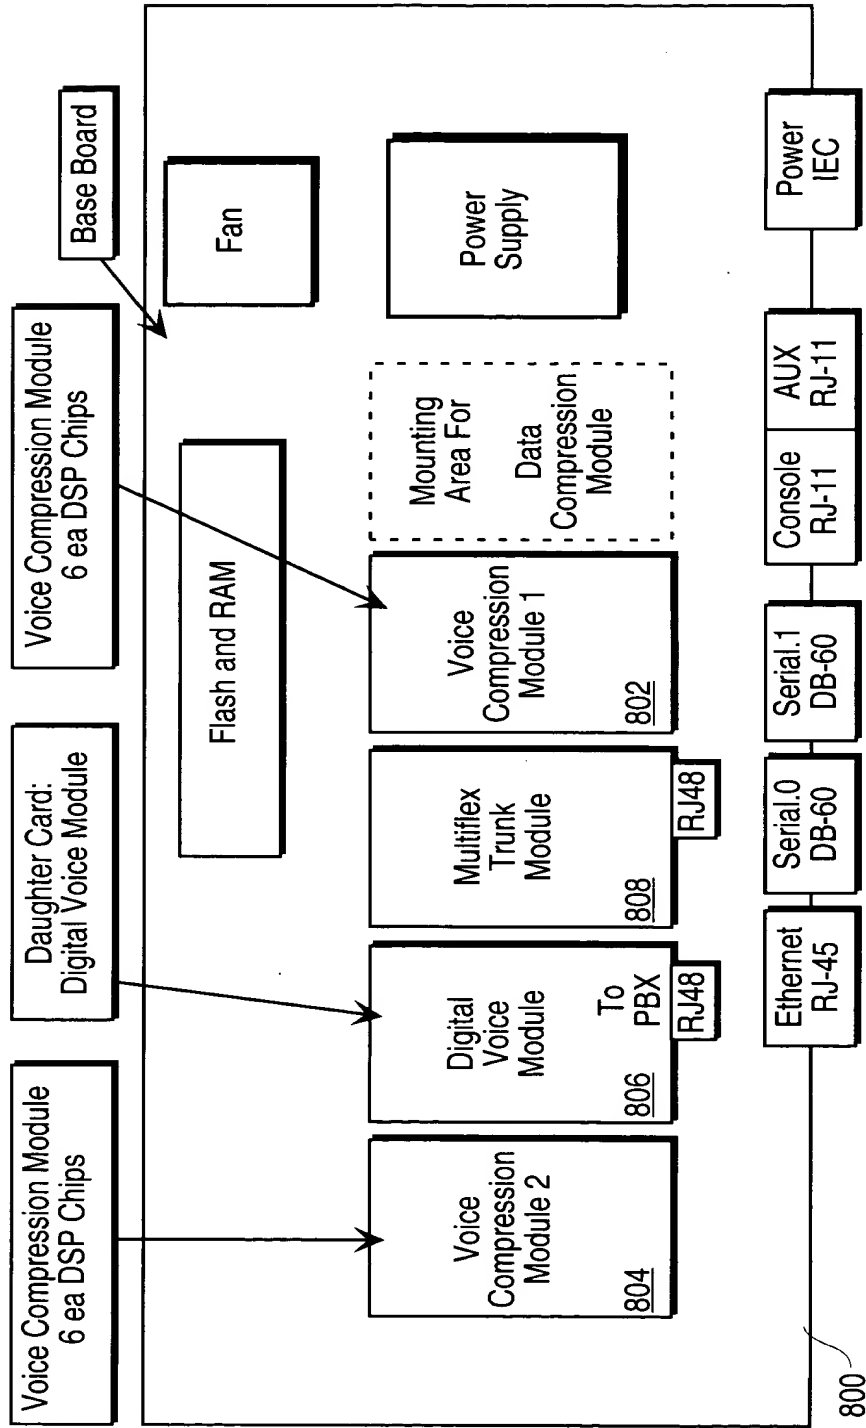 Voice Compression Module
6 ea DSP Chips
Daughter Card:
Digital Voice Module
Voice Compression Module
6 ea DSP Chips
Base Board
Flash and RAM
Fan
Voice
Compression
Module 2
804
Digital
Voice
Module
To
PBX
806
RJ48
Multiflex
Trunk
Module
808
RJ48
Voice
Compression
Module 1
802
Mounting
Area For
Data
Compression
Module
Power
Supply
800
Ethernet
RJ-45
Serial.0
DB-60
Serial.1
DB-60
Console
RJ-11
AUX
RJ-11
Power
IEC